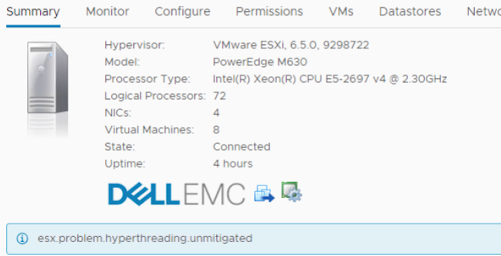 Summary Monitor Configure Permissions VMs Datastores Netwo
Hypervisor: VMware ESXi, 6.5.0, 9298722
Model: PowerEdge M630
Processor Type: Intel(R) Xeon(R) CPU E5-2697 v4 @ 2.30GHz
Logical Processors: 72
NICs: 4
Virtual Machines: 8
State: Connected
Uptime: 4 hours
DELLEMC
esx.problem.hyperthreading.unmitigated